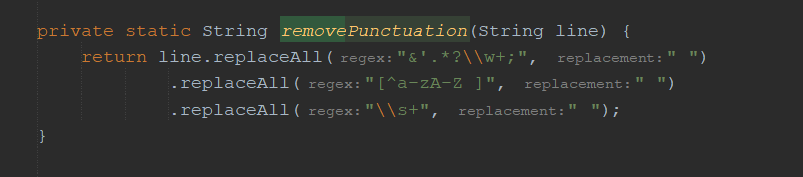 private static String removePunctuation(String line) {
return line.replaceAll( regex: "&'.*?\\w+;", replacement: " ")
.replaceAll( regex: "[^a-zA-Z ]", replacement: " ")
.replaceAll( regex: "\\s+", replacement: " ");
}